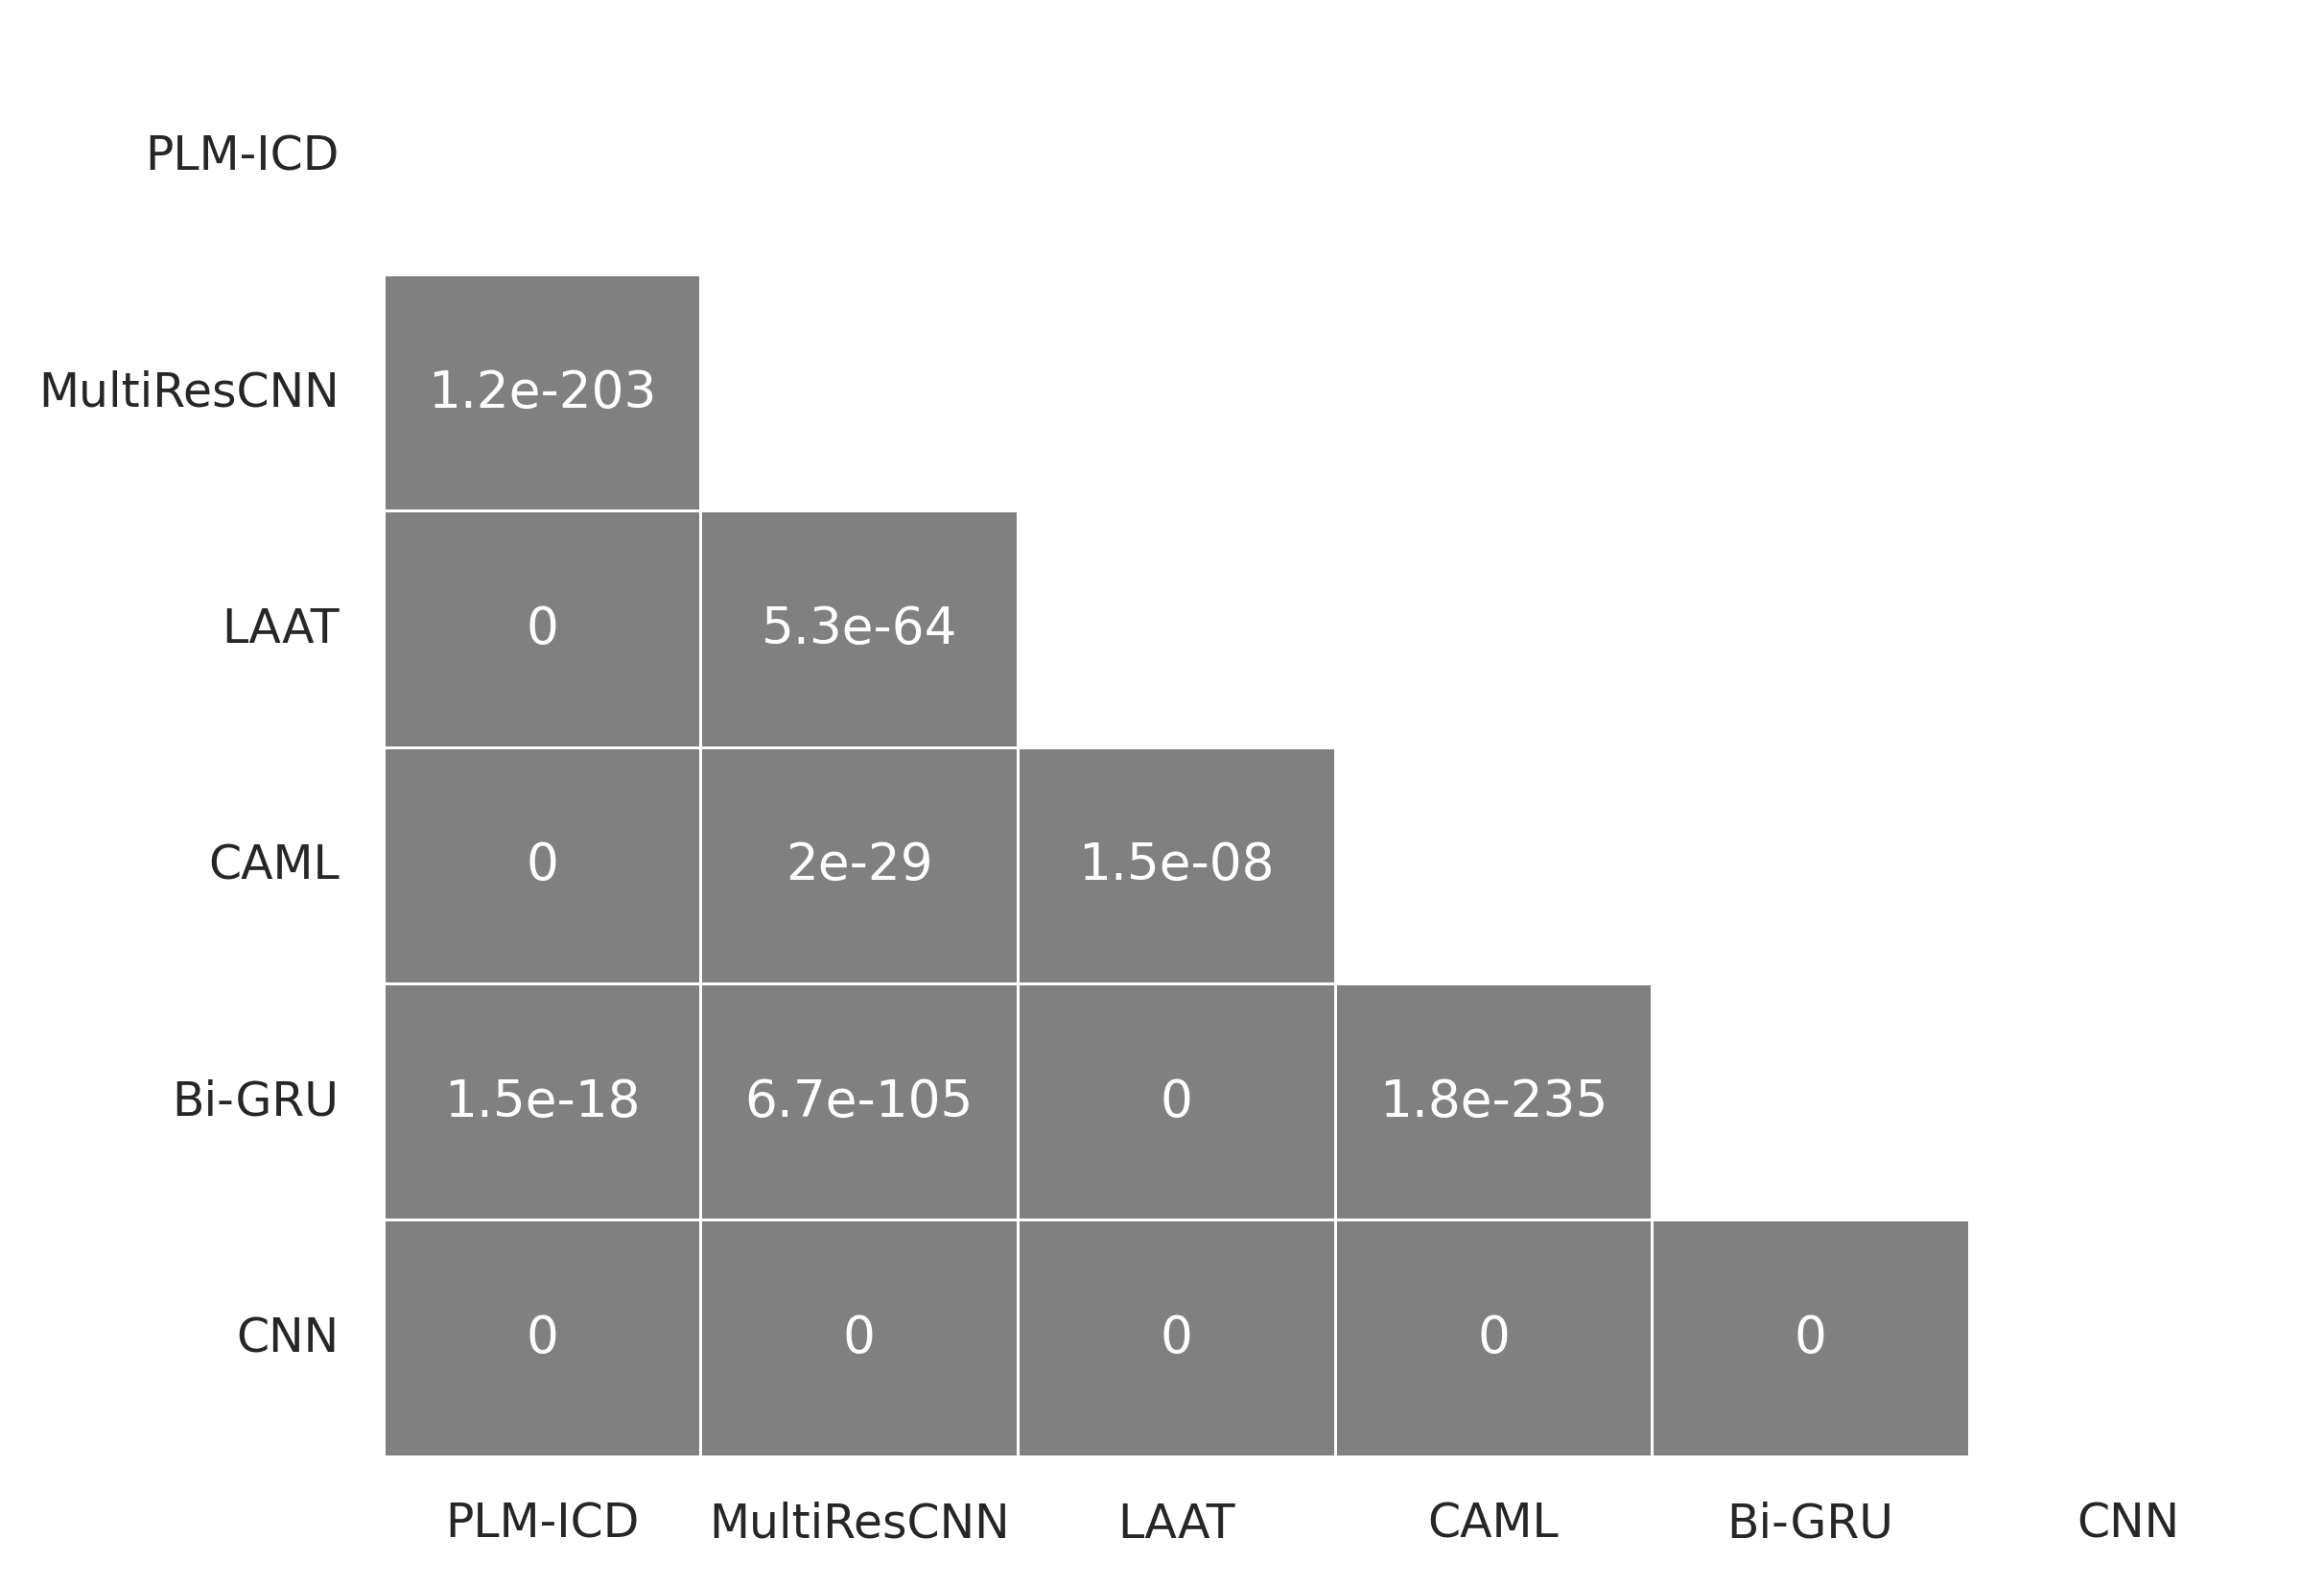 PLM-ICD
MultiResCNN 1.2e-203
LAAT 0 5.3e-64
CAML 0 2e-29 1.5e-08
Bi-GRU 1.5e-18 6.7e-105 0 1.8e-235
CNN 0 0 0 0 0
PLM-ICD MultiResCNN LAAT CAML Bi-GRU CNN